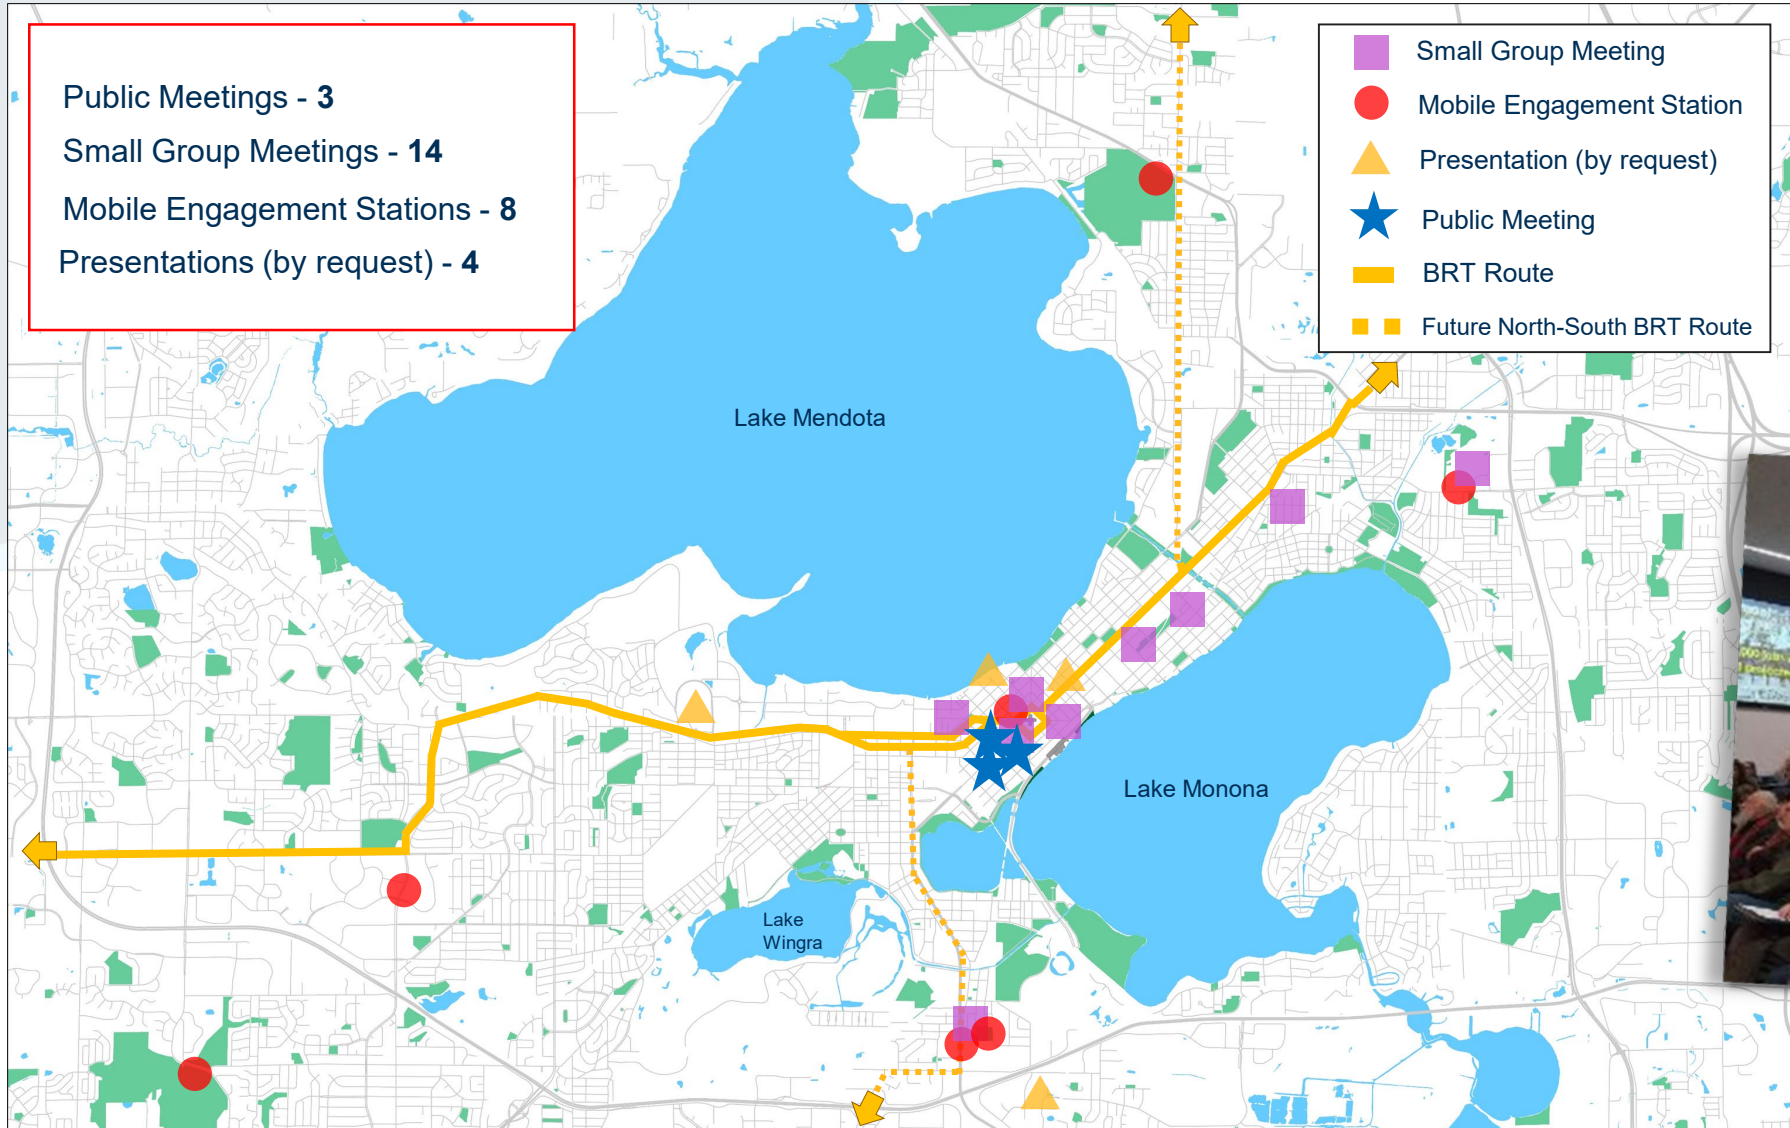 Public Meetings - 3
Small Group Meetings - 14
Mobile Engagement Stations - 8
Presentations (by request) - 4
Small Group Meeting
Mobile Engagement Station
Presentation (by request)
Public Meeting
BRT Route
Future North-South BRT Route
Lake Mendota
Lake Monona
Lake
Wingra